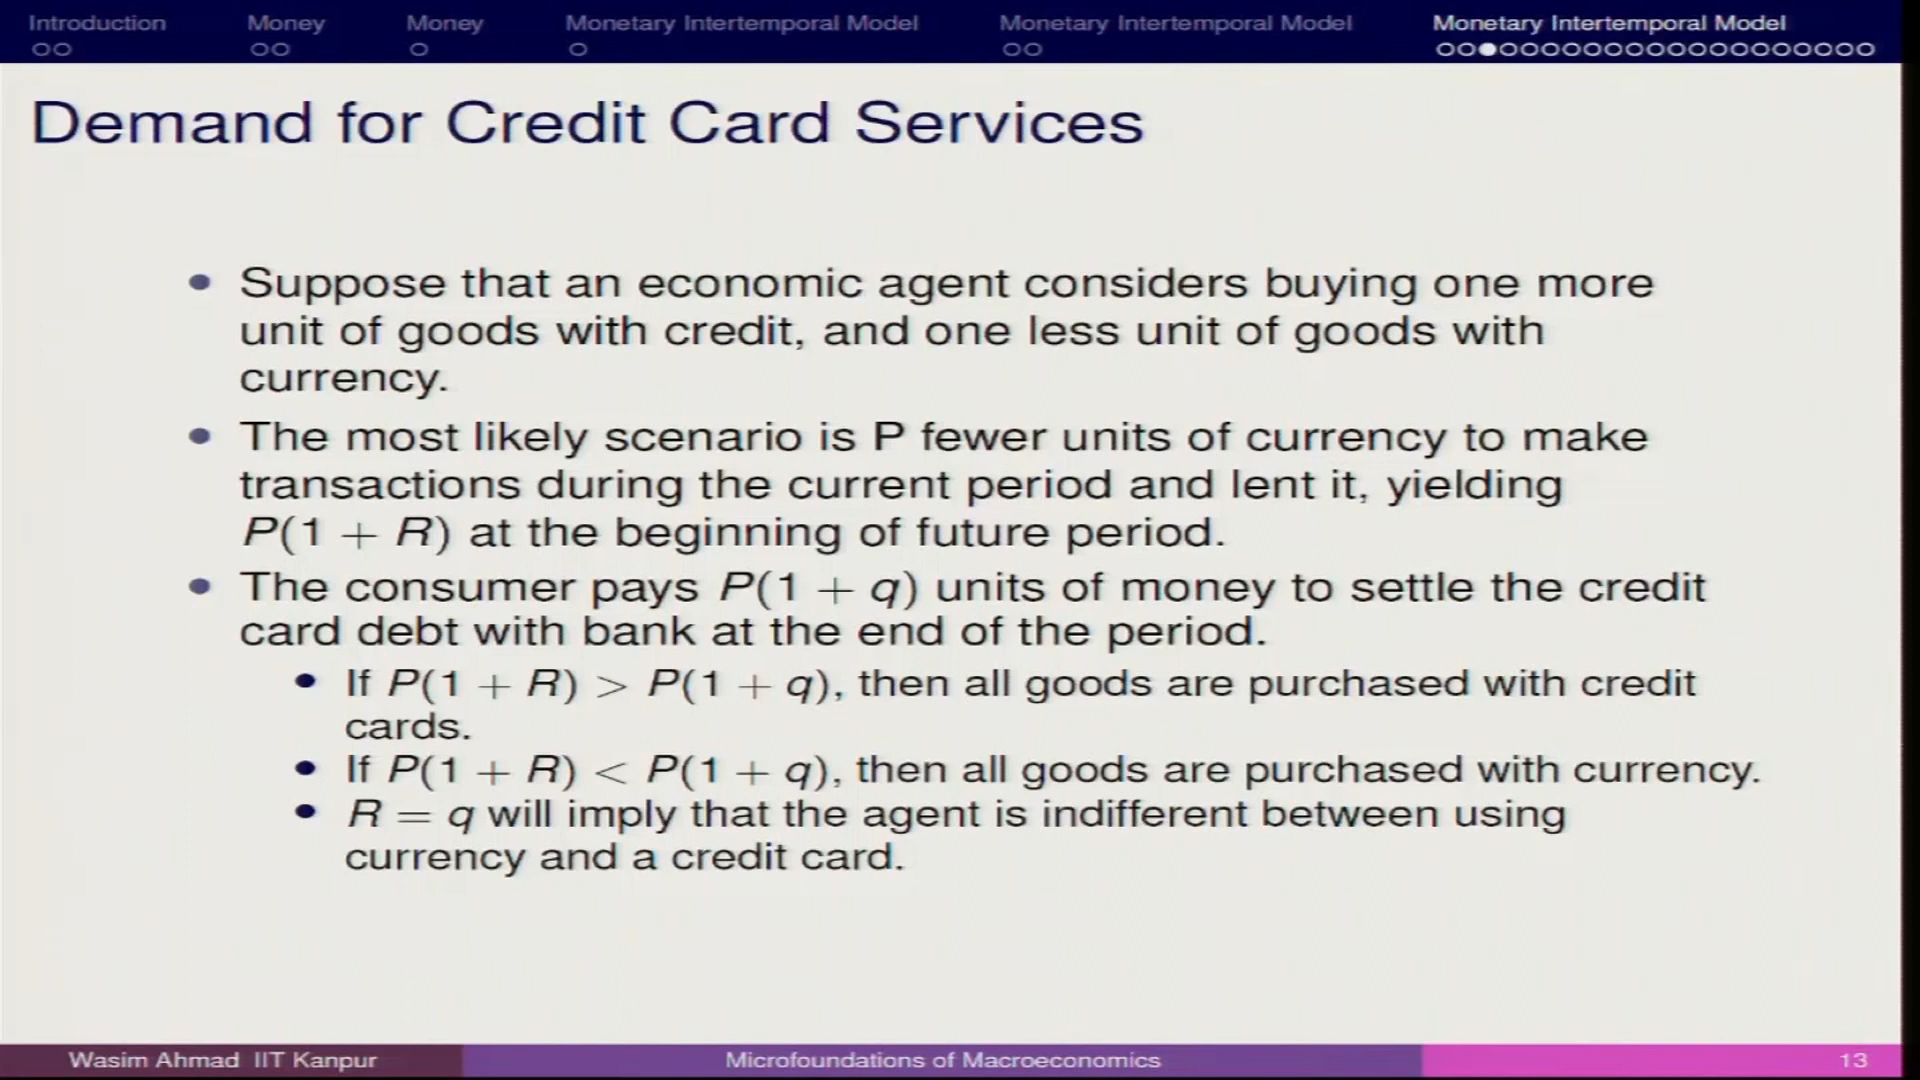 Introduction Money Money Monetary Intertemporal Model Monetary Intertemporal Model Monetary Intertemporal Model
Demand for Credit Card Services
Suppose that an economic agent considers buying one more
unit of goods with credit, and one less unit of goods with
currency.
The most likely scenario is P fewer units of currency to make
transactions during the current period and lent it, yielding
P(1 + R) at the beginning of future period.
The consumer pays P(1 + q) units of money to settle the credit
card debt with bank at the end of the period.
If P(1 + R) > P(1 + q), then all goods are purchased with credit
cards.
If P(1 + R) < P(1 + q), then all goods are purchased with currency.
R = q will imply that the agent is indifferent between using
currency and a credit card.
Wasim Ahmad IIT Kanpur Microfoundations of Macroeconomics 13